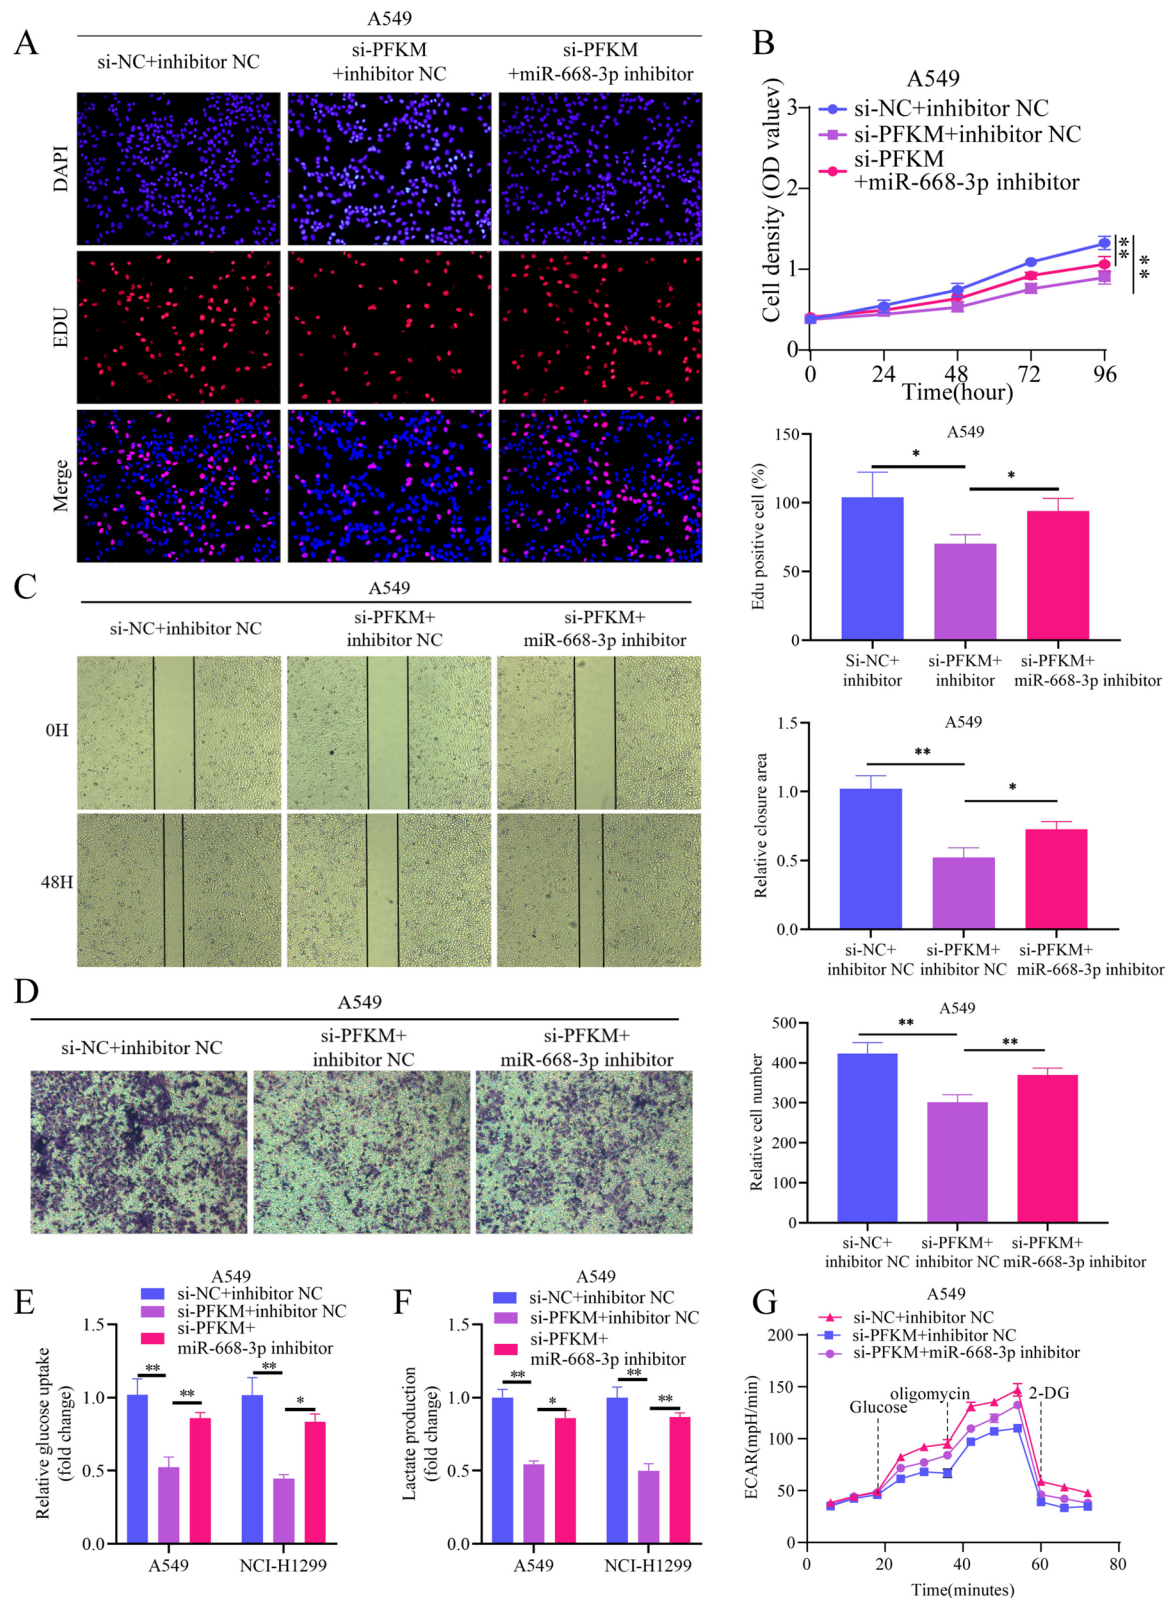 A
A549
si-NC+inhibitor NC
si-PFKM
+inhibitor NC
si-PFKM
+miR-668-3p inhibitor
DAPI
EDU
Merge
B
A549
si-NC+inhibitor NC
si-PFKM+inhibitor NC
si-PFKM
+miR-668-3p inhibitor
Cell density (OD valuev)
3
2
1
0
0 24 48 72 96
Time(hour)
**
**
A549
Edu positive cell (%)
150
100
50
0
*
*
Si-NC+
inhibitor
si-PFKM+
inhibitor
si-PFKM+
miR-668-3p inhibitor
C
A549
si-NC+inhibitor NC
si-PFKM+
inhibitor NC
si-PFKM+
miR-668-3p inhibitor
0H
48H
A549
Relative closure area
1.5
1.0
0.5
0.0
**
*
si-NC+
inhibitor NC
si-PFKM+
inhibitor NC
si-PFKM+
miR-668-3p inhibitor
D
A549
si-NC+inhibitor NC
si-PFKM+
inhibitor NC
si-PFKM+
miR-668-3p inhibitor
A549
Relative cell number
500
400
300
200
100
0
**
**
si-NC+
inhibitor NC
si-PFKM+
inhibitor NC
si-PFKM+
miR-668-3p inhibitor
E
A549
si-NC+inhibitor NC
si-PFKM+inhibitor NC
si-PFKM+
miR-668-3p inhibitor
Relative glucose uptake
(fold change)
1.5
1.0
0.5
0.0
**
**
**
*
A549
NCI-H1299
F
A549
si-NC+inhibitor NC
si-PFKM+inhibitor NC
si-PFKM+
miR-668-3p inhibitor
Lactate production
(fold change)
1.5
1.0
0.5
0.0
**
*
**
**
A549
NCI-H1299
G
A549
si-NC+inhibitor NC
si-PFKM+inhibitor NC
si-PFKM+miR-668-3p inhibitor
ECAR(mpH/min)
200
150
100
50
0
Glucose
oligomycin
2-DG
0 20 40 60 80
Time(minutes)